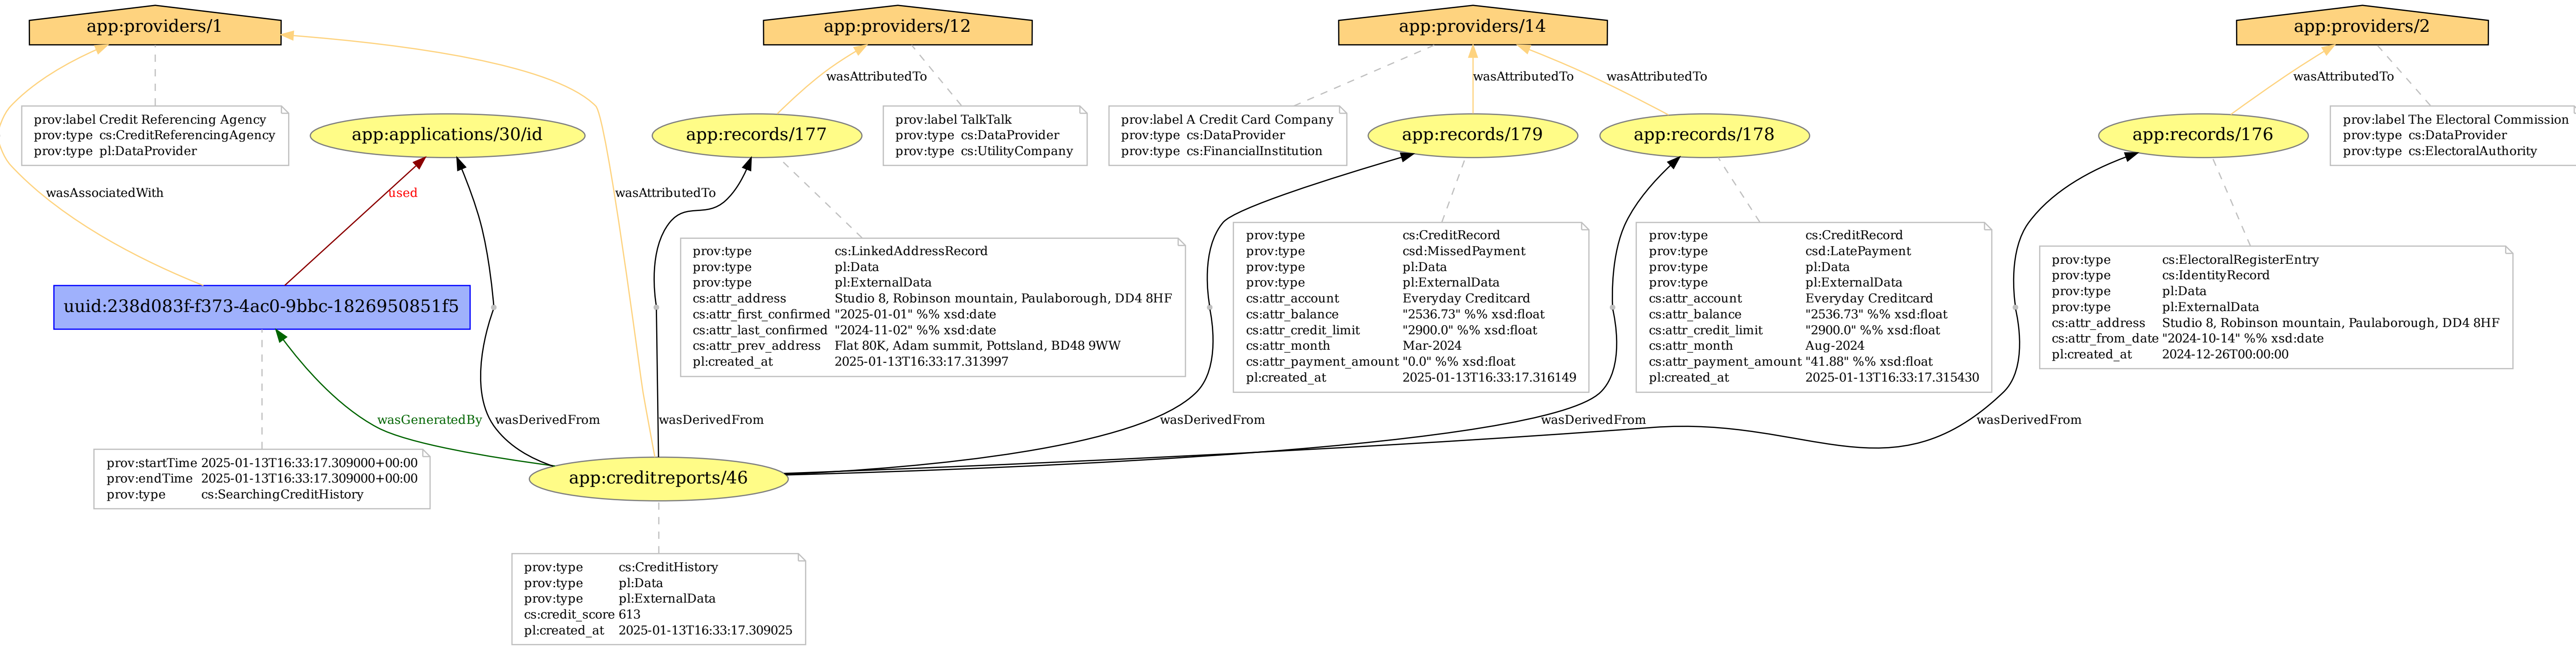 app:providers/1
app:providers/12
app:providers/14
app:providers/2
wasAttributedTo
wasAttributedTo
wasAttributedTo
wasAttributedTo
prov:label Credit Referencing Agency
prov:type cs:CreditReferencingAgency
prov:type pl:DataProvider
app:applications/30/id
app:records/177
prov:label TalkTalk
prov:type cs:DataProvider
prov:type cs:UtilityCompany
prov:label A Credit Card Company
prov:type cs:DataProvider
prov:type cs:FinancialInstitution
app:records/179
app:records/178
app:records/176
prov:label The Electoral Commission
prov:type cs:DataProvider
prov:type cs:ElectoralAuthority
wasAssociatedWith
used
wasAttributedTo
uuid:238d083f-f373-4ac0-9bbc-1826950851f5
prov:type cs:LinkedAddressRecord
prov:type pl:Data
prov:type pl:ExternalData
cs:attr_address Studio 8, Robinson mountain, Paulaborough, DD4 8HF
cs:attr_first_confirmed "2025-01-01" %% xsd:date
cs:attr_last_confirmed "2024-11-02" %% xsd:date
cs:attr_prev_address Flat 80K, Adam summit, Pottsland, BD48 9WW
pl:created_at 2025-01-13T16:33:17.313997
prov:type cs:CreditRecord
prov:type csd:MissedPayment
prov:type pl:Data
prov:type pl:ExternalData
cs:attr_account Everyday Creditcard
cs:attr_balance "2536.73" %% xsd:float
cs:attr_credit_limit "2900.0" %% xsd:float
cs:attr_month Mar-2024
cs:attr_payment_amount "0.0" %% xsd:float
pl:created_at 2025-01-13T16:33:17.316149
prov:type cs:CreditRecord
prov:type csd:LatePayment
prov:type pl:Data
prov:type pl:ExternalData
cs:attr_account Everyday Creditcard
cs:attr_balance "2536.73" %% xsd:float
cs:attr_credit_limit "2900.0" %% xsd:float
cs:attr_month Aug-2024
cs:attr_payment_amount "41.88" %% xsd:float
pl:created_at 2025-01-13T16:33:17.315430
prov:type cs:ElectoralRegisterEntry
prov:type cs:IdentityRecord
prov:type pl:Data
prov:type pl:ExternalData
cs:attr_address Studio 8, Robinson mountain, Paulaborough, DD4 8HF
cs:attr_from_date "2024-10-14" %% xsd:date
pl:created_at 2024-12-26T00:00:00
wasGeneratedBy
wasDerivedFrom
wasDerivedFrom
wasDerivedFrom
wasDerivedFrom
wasDerivedFrom
prov:startTime 2025-01-13T16:33:17.309000+00:00
prov:endTime 2025-01-13T16:33:17.309000+00:00
prov:type cs:SearchingCreditHistory
app:creditreports/46
prov:type cs:CreditHistory
prov:type pl:Data
prov:type pl:ExternalData
cs:credit_score 613
pl:created_at 2025-01-13T16:33:17.309025